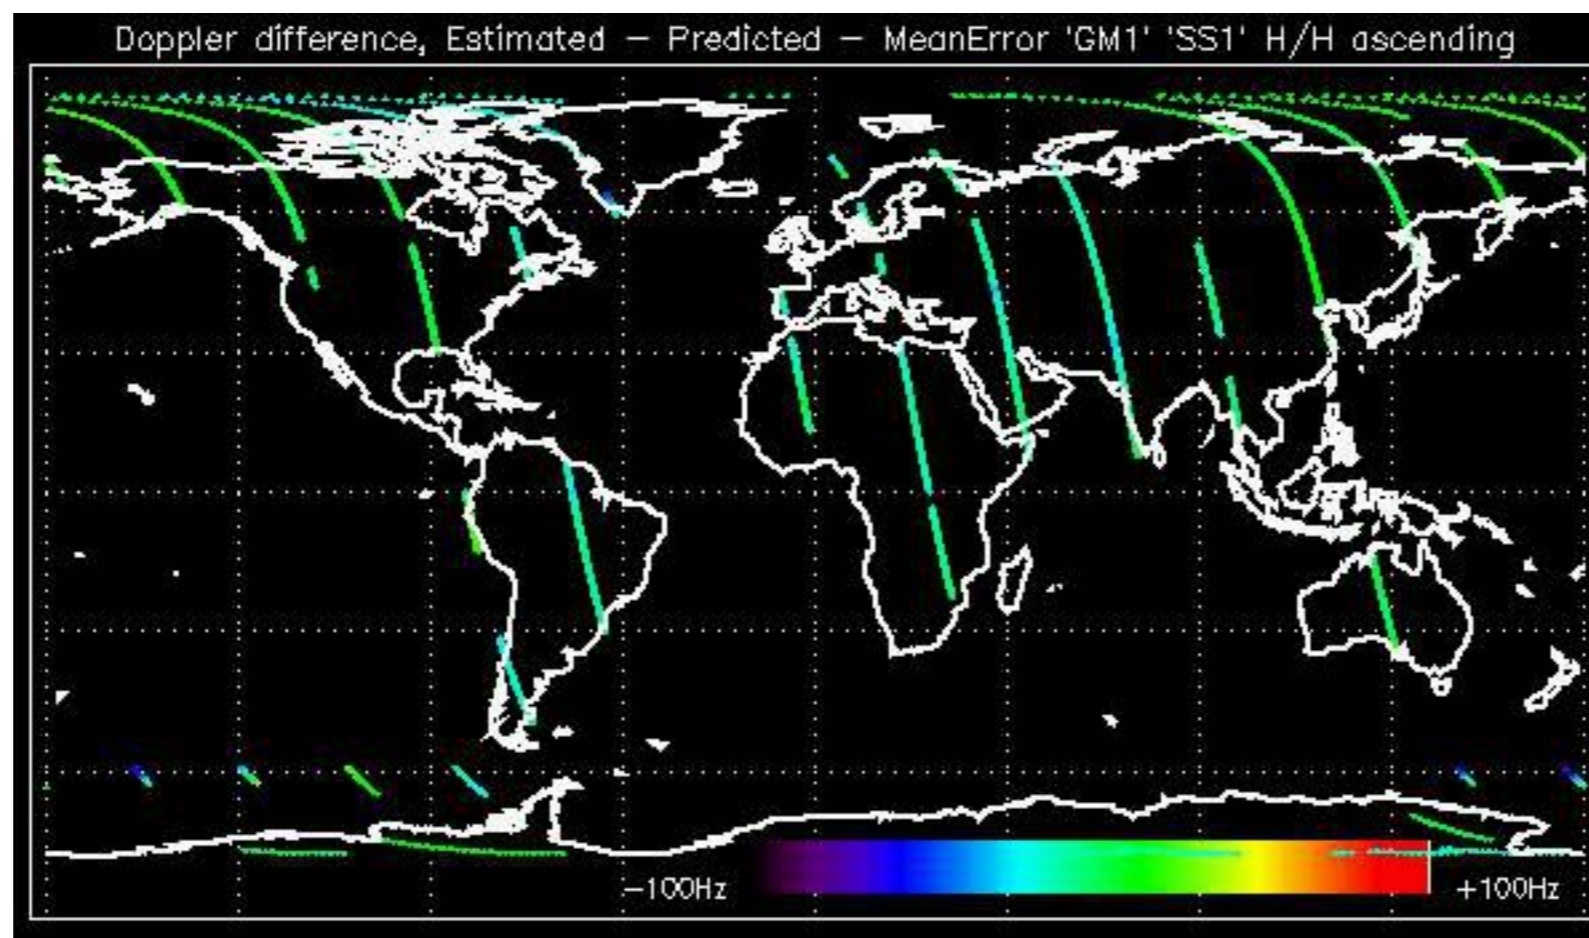 Doppler difference, Estimated – Predicted – MeanError 'GM1' 'SS1' H/H ascending
−100Hz
+100Hz